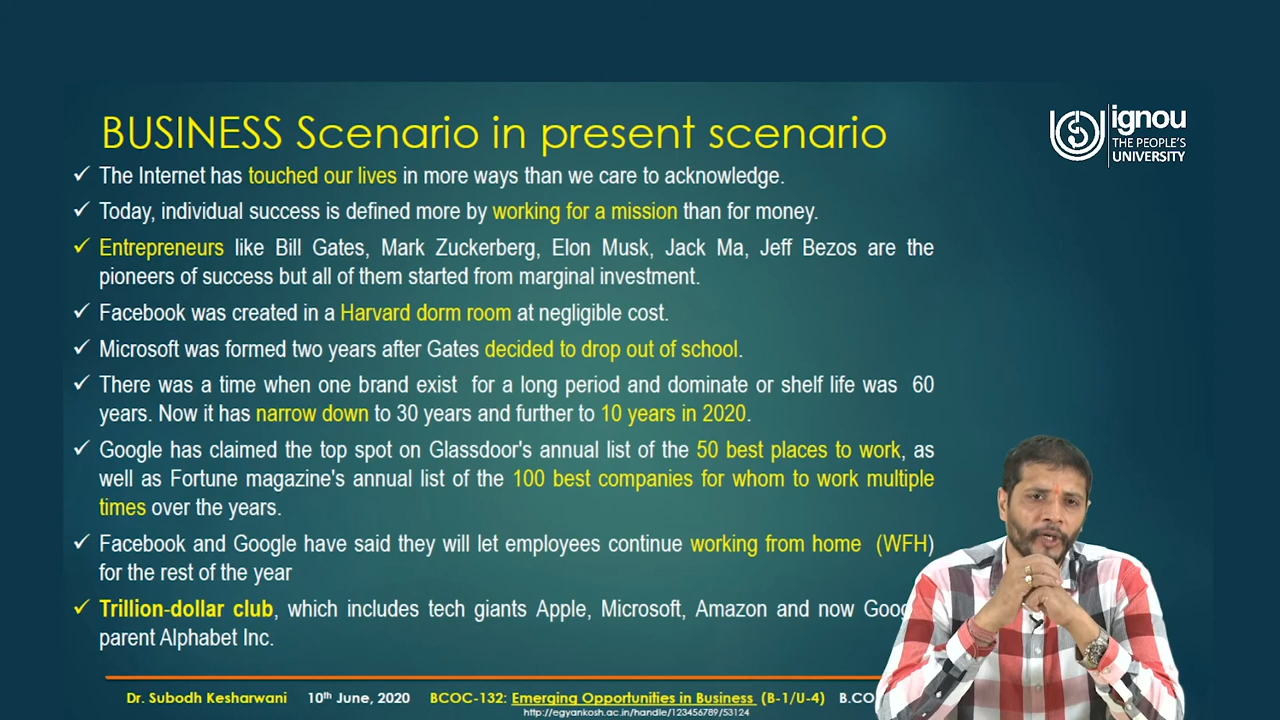 BUSINESS Scenario in present scenario
ignou
THE PEOPLE'S
UNIVERSITY
✓ The Internet has touched our lives in more ways than we care to acknowledge.
✓ Today, individual success is defined more by working for a mission than for money.
✓ Entrepreneurs like Bill Gates, Mark Zuckerberg, Elon Musk, Jack Ma, Jeff Bezos are the
pioneers of success but all of them started from marginal investment.
✓ Facebook was created in a Harvard dorm room at negligible cost.
✓ Microsoft was formed two years after Gates decided to drop out of school.
✓ There was a time when one brand exist for a long period and dominate or shelf life was 60
years. Now it has narrow down to 30 years and further to 10 years in 2020.
✓ Google has claimed the top spot on Glassdoor's annual list of the 50 best places to work, as
well as Fortune magazine's annual list of the 100 best companies for whom to work multiple
times over the years.
✓ Facebook and Google have said they will let employees continue working from home (WFH)
for the rest of the year
✓ Trillion-dollar club, which includes tech giants Apple, Microsoft, Amazon and now
parent Alphabet Inc.
Dr. Subodh Kesharwani 10th June, 2020 BCOC-132: Emerging Opportunities in Business (B-1/U-4)
http://egyankosh.ac.in/handle/123456789/53124